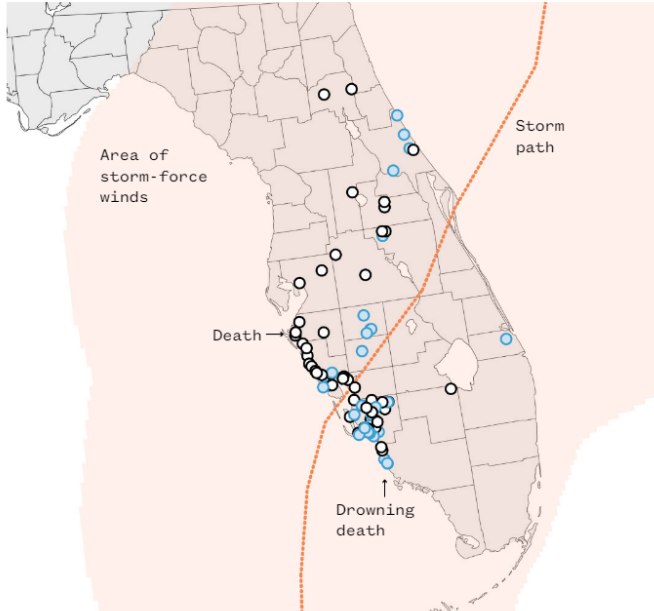 Storm
path
Area of
storm-force
winds
Death
Drowning
death